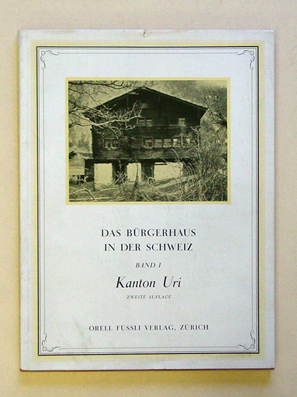 DAS BÜRGERHAUS
IN DER SCHWEIZ
BAND I
Kanton Uri
ZWEITE AUFLAGE
ORELL FÜSSLI VERLAG, ZÜRICH